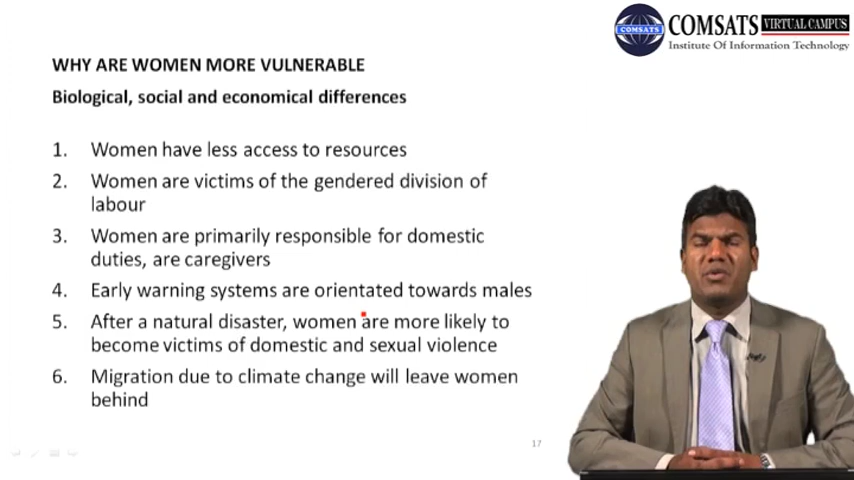 COMSATS VIRTUAL CAMPUS
COMSATS
Institute Of Information Technology
WHY ARE WOMEN MORE VULNERABLE
Biological, social and economical differences
1. Women have less access to resources
2. Women are victims of the gendered division of
labour
3. Women are primarily responsible for domestic
duties, are caregivers
4. Early warning systems are orientated towards males
5. After a natural disaster, women are more likely to
become victims of domestic and sexual violence
6. Migration due to climate change will leave women
behind
17